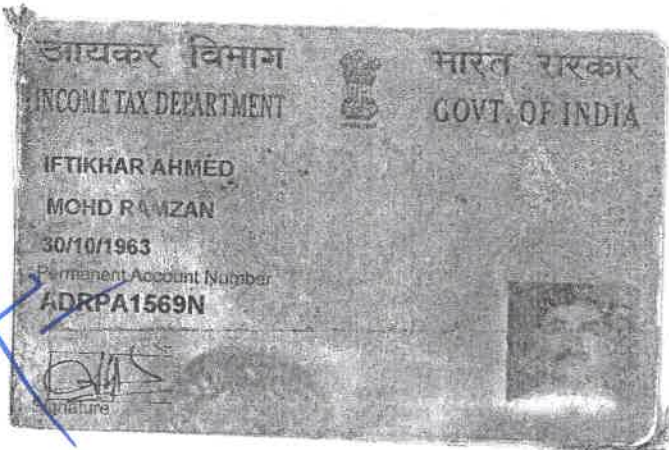 आयकर विभाग
INCOME TAX DEPARTMENT
भारत सरकार
GOVT. OF INDIA
IFTIKHAR AHMED
MOHD RAMZAN
30/10/1963
Permanent Account Number
ADRPA1569N
Signature